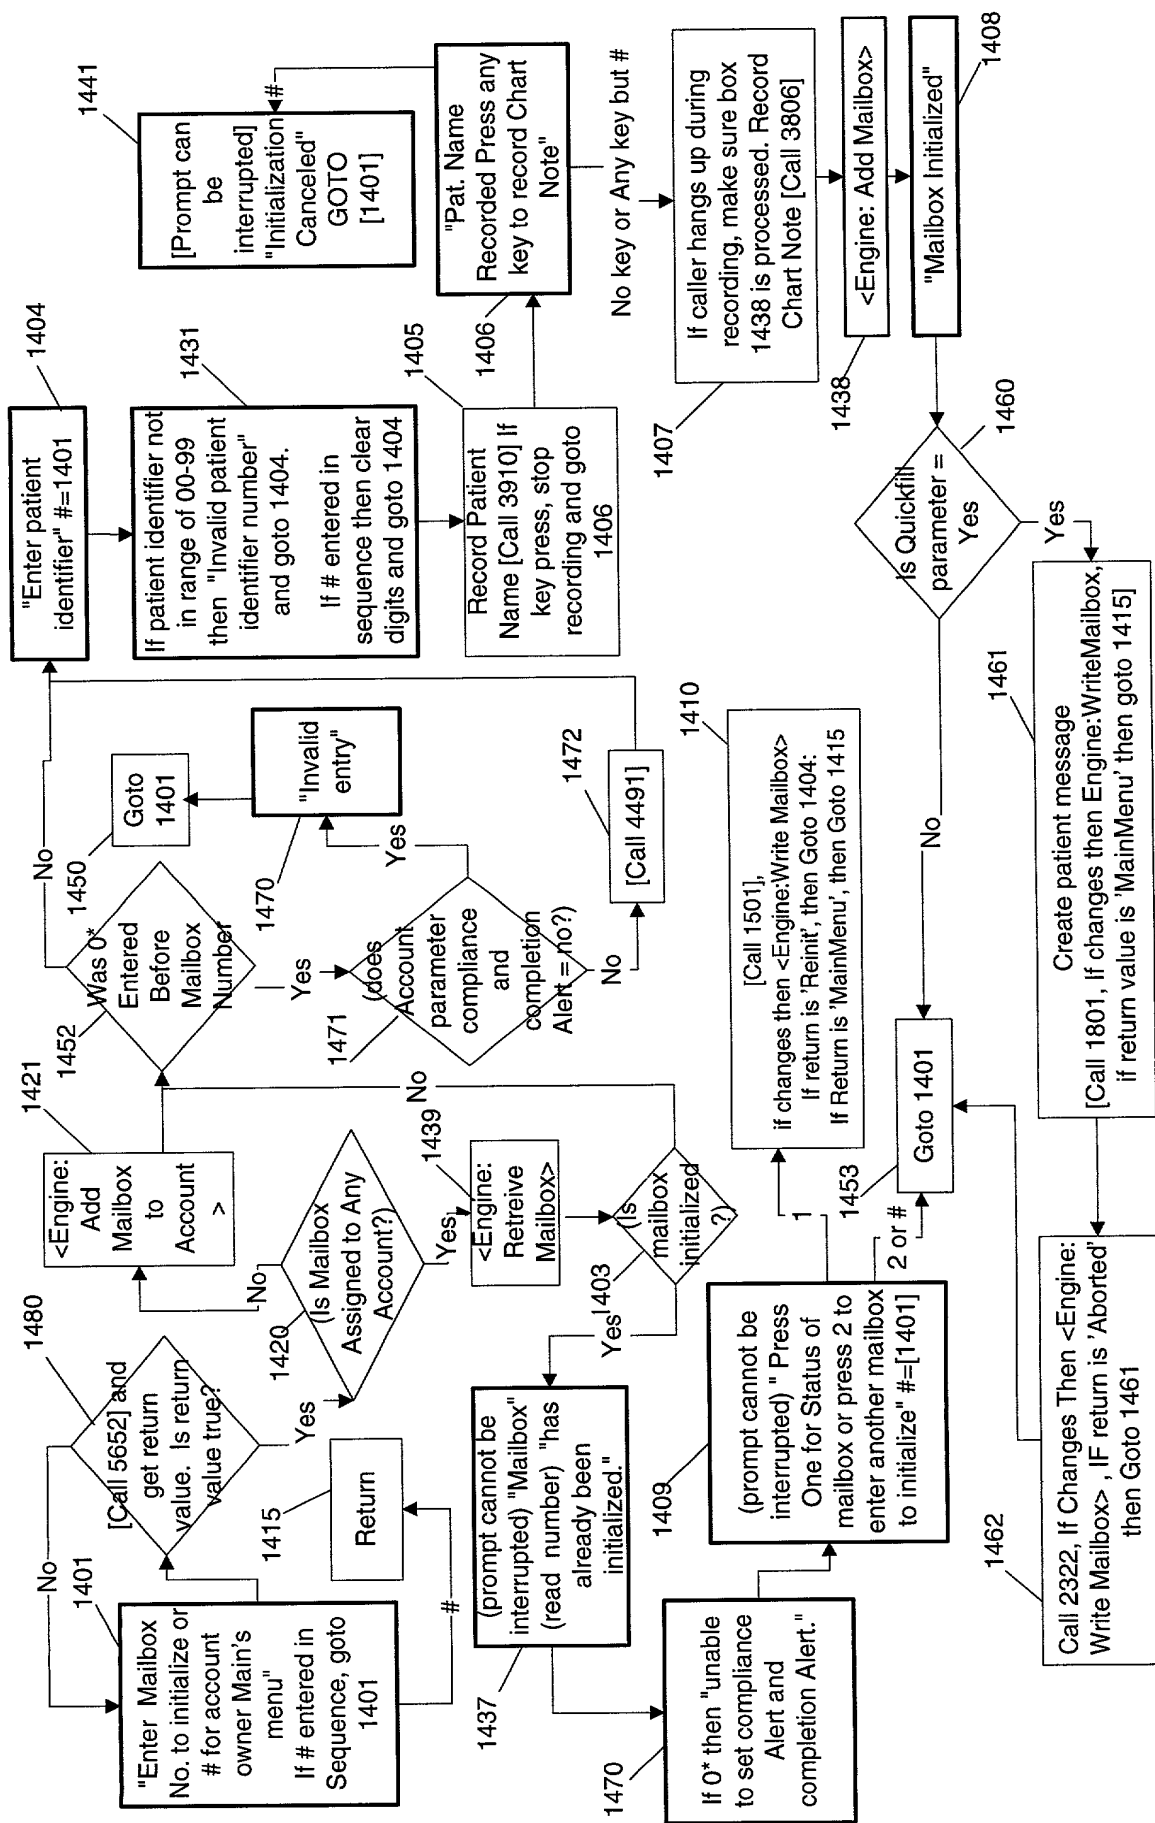 "Enter Mailbox
No. to initialize or
# for account
owner Main's
menu"
If # entered in
Sequence, goto
1401
1401
No
[Call 5652] and
get return
value. Is return
value true?
1480
Yes
#
Return
1415
(Is Mailbox
Assigned to Any
Account?)
1420
No
Yes
<Engine:
Add
Mailbox
to
Account
>
1421
<Engine:
Retreive
Mailbox>
1439
(Is
mailbox
initialized
?)
1403
Yes
No
Was 0*
Entered
Before
Mailbox
Number
1452
No
Yes
Goto
1401
1450
"Invalid
entry"
1470
(does
Account
parameter
compliance
and
completion
Alert = no?)
1471
Yes
No
[Call 4491]
1472
"Enter patient
identifier" #=1401
1404
If patient identifier not
in range of 00-99
then "Invalid patient
identifier number"
and goto 1404.
If # entered in
sequence then clear
digits and goto 1404
1431
Record Patient
Name [Call 3910] If
key press, stop
recording and goto
1406
1405
"Pat. Name
Recorded Press any
key to record Chart
Note"
1406
#
[Prompt can
be
interrupted]
"Initialization
Canceled"
GOTO
[1401]
1441
No key or Any key but #
If caller hangs up during
recording, make sure box
1438 is processed. Record
Chart Note [Call 3806]
1407
<Engine: Add Mailbox>
1438
"Mailbox Initialized"
1408
(prompt cannot be
interrupted) "Mailbox"
(read number) "has
already been
initialized."
1437
If 0* then "unable
to set compliance
Alert and
completion Alert."
1470
(prompt cannot be
interrupted) " Press
One for Status of
mailbox or press 2 to
enter another mailbox
to initialize" #=[1401]
1409
1
2 or #
[Call 1501],
if changes then <Engine:Write Mailbox>
If return is 'Reinit', then Goto 1404:
If Return is 'MainMenu', then Goto 1415
1410
Goto 1401
1453
Is Quickfill
parameter =
Yes
1460
No
Yes
Create patient message
[Call 1801, If changes then Engine:WriteMailbox,
if return value is 'MainMenu' then goto 1415]
1461
Call 2322, If Changes Then <Engine:
Write Mailbox> , IF return is 'Aborted'
then Goto 1461
1462